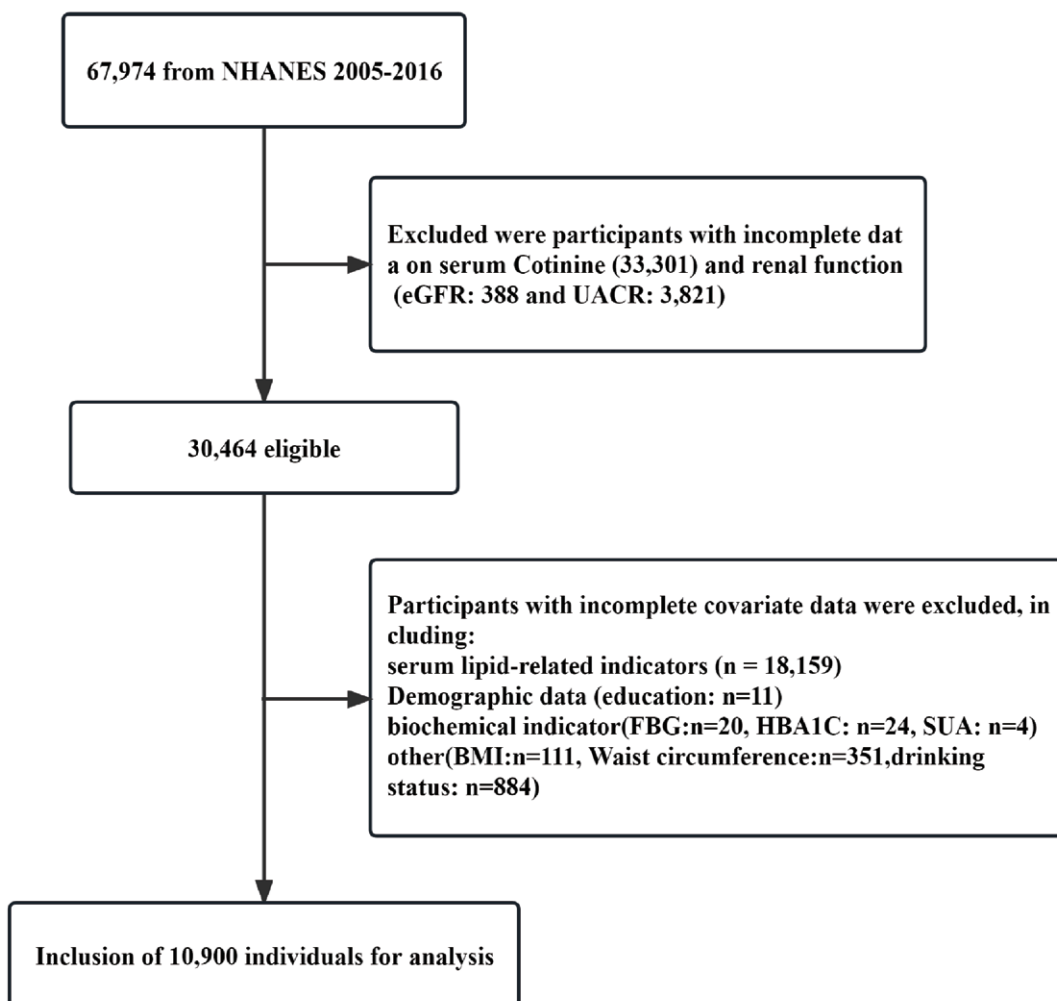 67,974 from NHANES 2005-2016
Excluded were participants with incomplete dat
a on serum Cotinine (33,301) and renal function
(eGFR: 388 and UACR: 3,821)
30,464 eligible
Participants with incomplete covariate data were excluded, in
cluding:
serum lipid-related indicators (n = 18,159)
Demographic data (education: n=11)
biochemical indicator(FBG:n=20, HBA1C: n=24, SUA: n=4)
other(BMI:n=111, Waist circumference:n=351,drinking
status: n=884)
Inclusion of 10,900 individuals for analysis